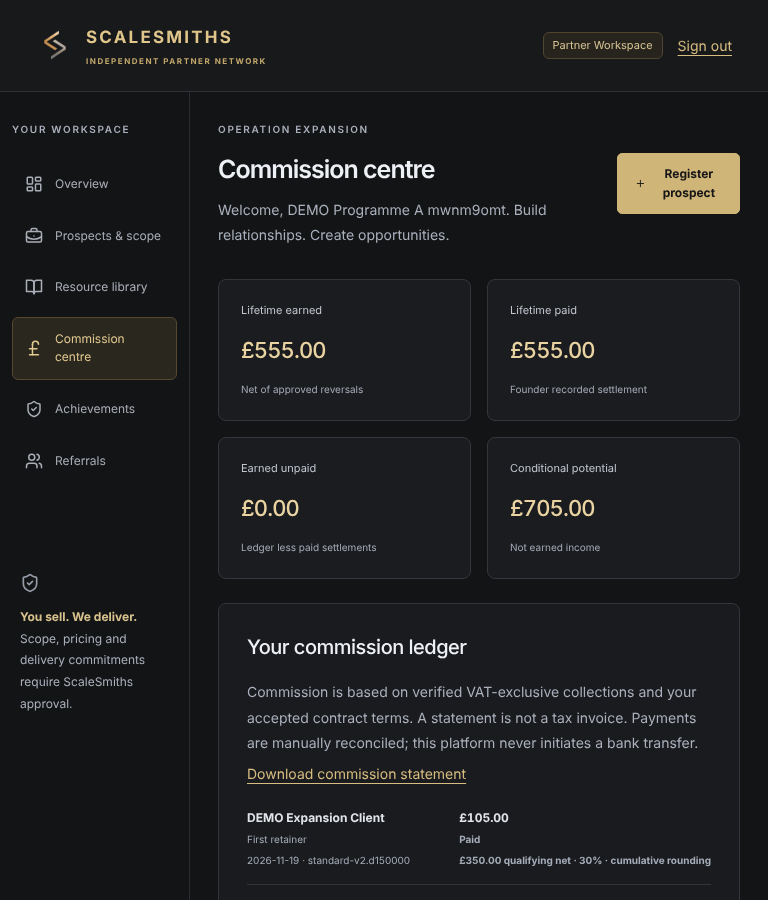 SCALESMITHS
INDEPENDENT PARTNER NETWORK
Partner Workspace
Sign out
YOUR WORKSPACE
Overview
Prospects & scope
Resource library
Commission
centre
Achievements
Referrals
You sell. We deliver.
Scope, pricing and
delivery commitments
require ScaleSmiths
approval.
OPERATION EXPANSION
Commission centre
Welcome, DEMO Programme A mwnm9omt. Build
relationships. Create opportunities.
+ Register
prospect
Lifetime earned
£555.00
Net of approved reversals
Lifetime paid
£555.00
Founder recorded settlement
Earned unpaid
£0.00
Ledger less paid settlements
Conditional potential
£705.00
Not earned income
Your commission ledger
Commission is based on verified VAT-exclusive collections and your
accepted contract terms. A statement is not a tax invoice. Payments
are manually reconciled; this platform never initiates a bank transfer.
Download commission statement
DEMO Expansion Client
First retainer
2026-11-19 · standard-v2.d150000
£105.00
Paid
£350.00 qualifying net · 30% · cumulative rounding